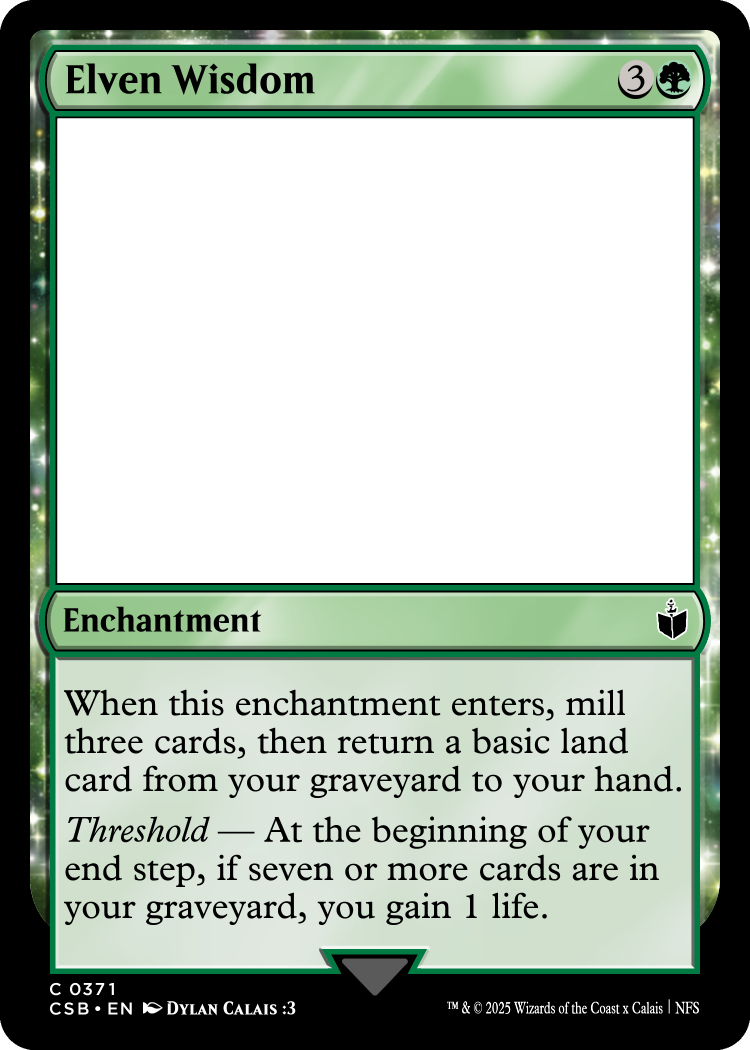 Elven Wisdom 3
Enchantment
When this enchantment enters, mill
three cards, then return a basic land
card from your graveyard to your hand.
Threshold — At the beginning of your
end step, if seven or more cards are in
your graveyard, you gain 1 life.
C 0371
CSB • EN Dylan Calais :3
™ & © 2025 Wizards of the Coast x Calais | NFS